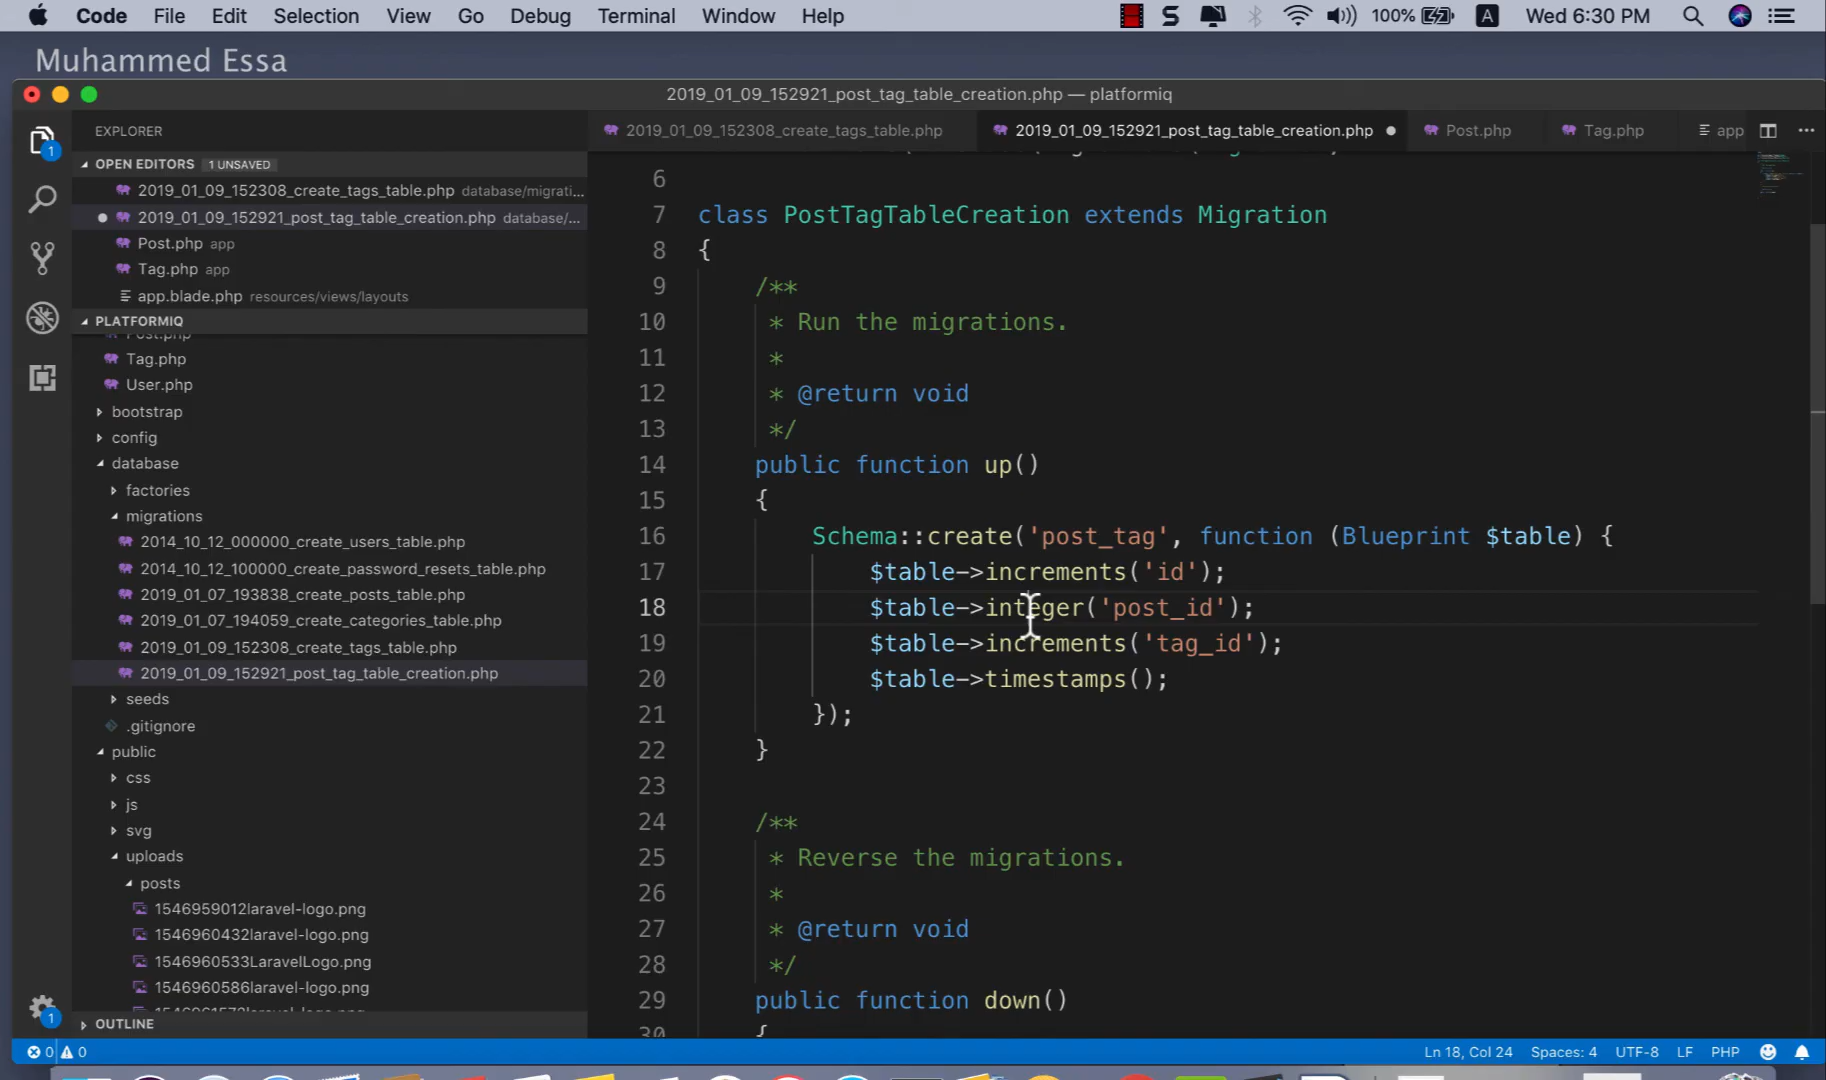 Code File Edit Selection View Go Debug Terminal Window Help S 100% A Wed 6:30 PM
Muhammed Essa
2019_01_09_152921_post_tag_table_creation.php — platformiq
EXPLORER
2019_01_09_152308_create_tags_table.php 2019_01_09_152921_post_tag_table_creation.php Post.php Tag.php app
OPEN EDITORS 1 UNSAVED
2019_01_09_152308_create_tags_table.php database/migrati...
2019_01_09_152921_post_tag_table_creation.php database/...
Post.php app
Tag.php app
app.blade.php resources/views/layouts
PLATFORMIQ
Post.php
Tag.php
User.php
bootstrap
config
database
factories
migrations
2014_10_12_000000_create_users_table.php
2014_10_12_100000_create_password_resets_table.php
2019_01_07_193838_create_posts_table.php
2019_01_07_194059_create_categories_table.php
2019_01_09_152308_create_tags_table.php
2019_01_09_152921_post_tag_table_creation.php
seeds
.gitignore
public
css
js
svg
uploads
posts
1546959012laravel-logo.png
1546960432laravel-logo.png
1546960533LaravelLogo.png
1546960586laravel-logo.png
OUTLINE
6
7 class PostTagTableCreation extends Migration
8 {
9 /**
10 * Run the migrations.
11 *
12 * @return void
13 */
14 public function up()
15 {
16 Schema::create('post_tag', function (Blueprint $table) {
17 $table->increments('id');
18 $table->integer('post_id');
19 $table->increments('tag_id');
20 $table->timestamps();
21 });
22 }
23
24 /**
25 * Reverse the migrations.
26 *
27 * @return void
28 */
29 public function down()
30 {
1
1
0 0 Ln 18, Col 24 Spaces: 4 UTF-8 LF PHP